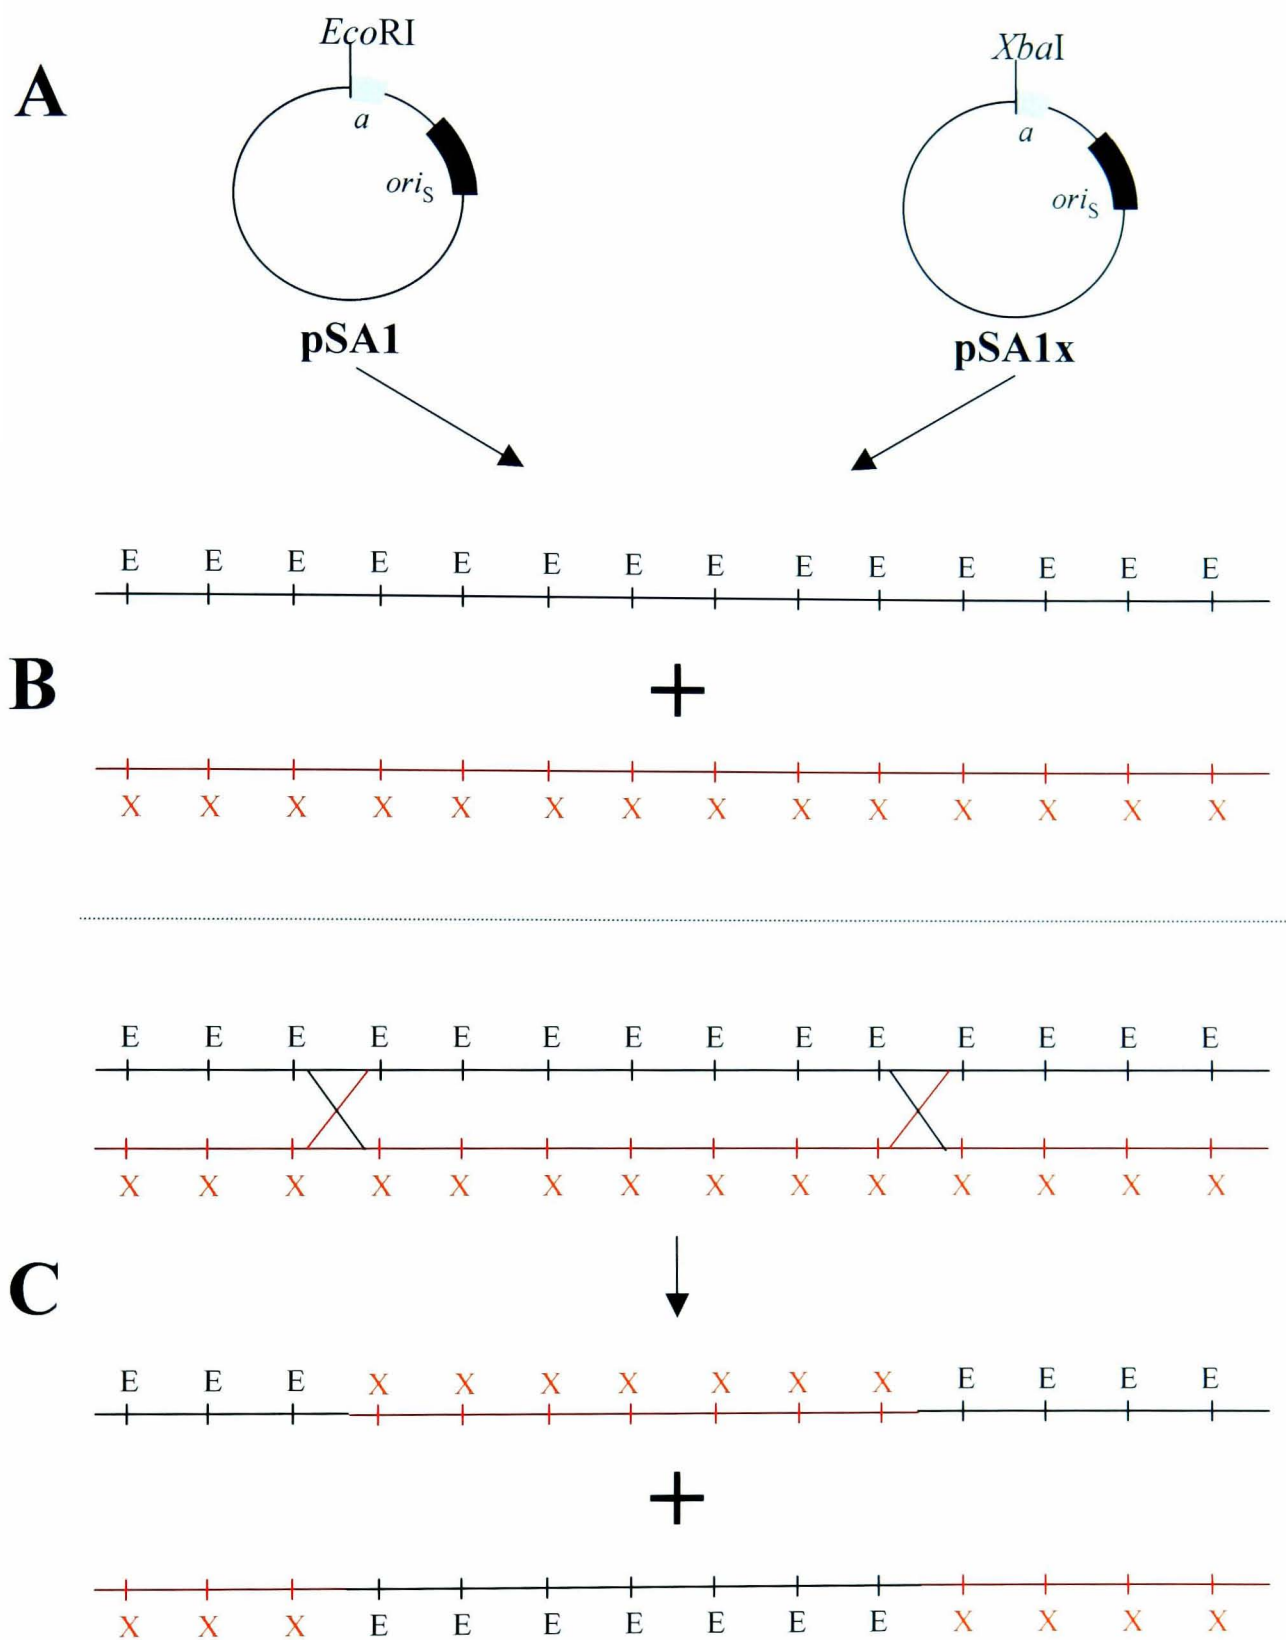 EcoRI
XbaI
A
a
a
oriS
oriS
pSA1
pSA1x
E E E E E E E E E E E E E E
B
+
X X X X X X X X X X X X X X
E E E E E E E E E E E E E E
X X X X X X X X X X X X X X
C
E E E X X X X X X X E E E E
+
X X X E E E E E E E X X X X